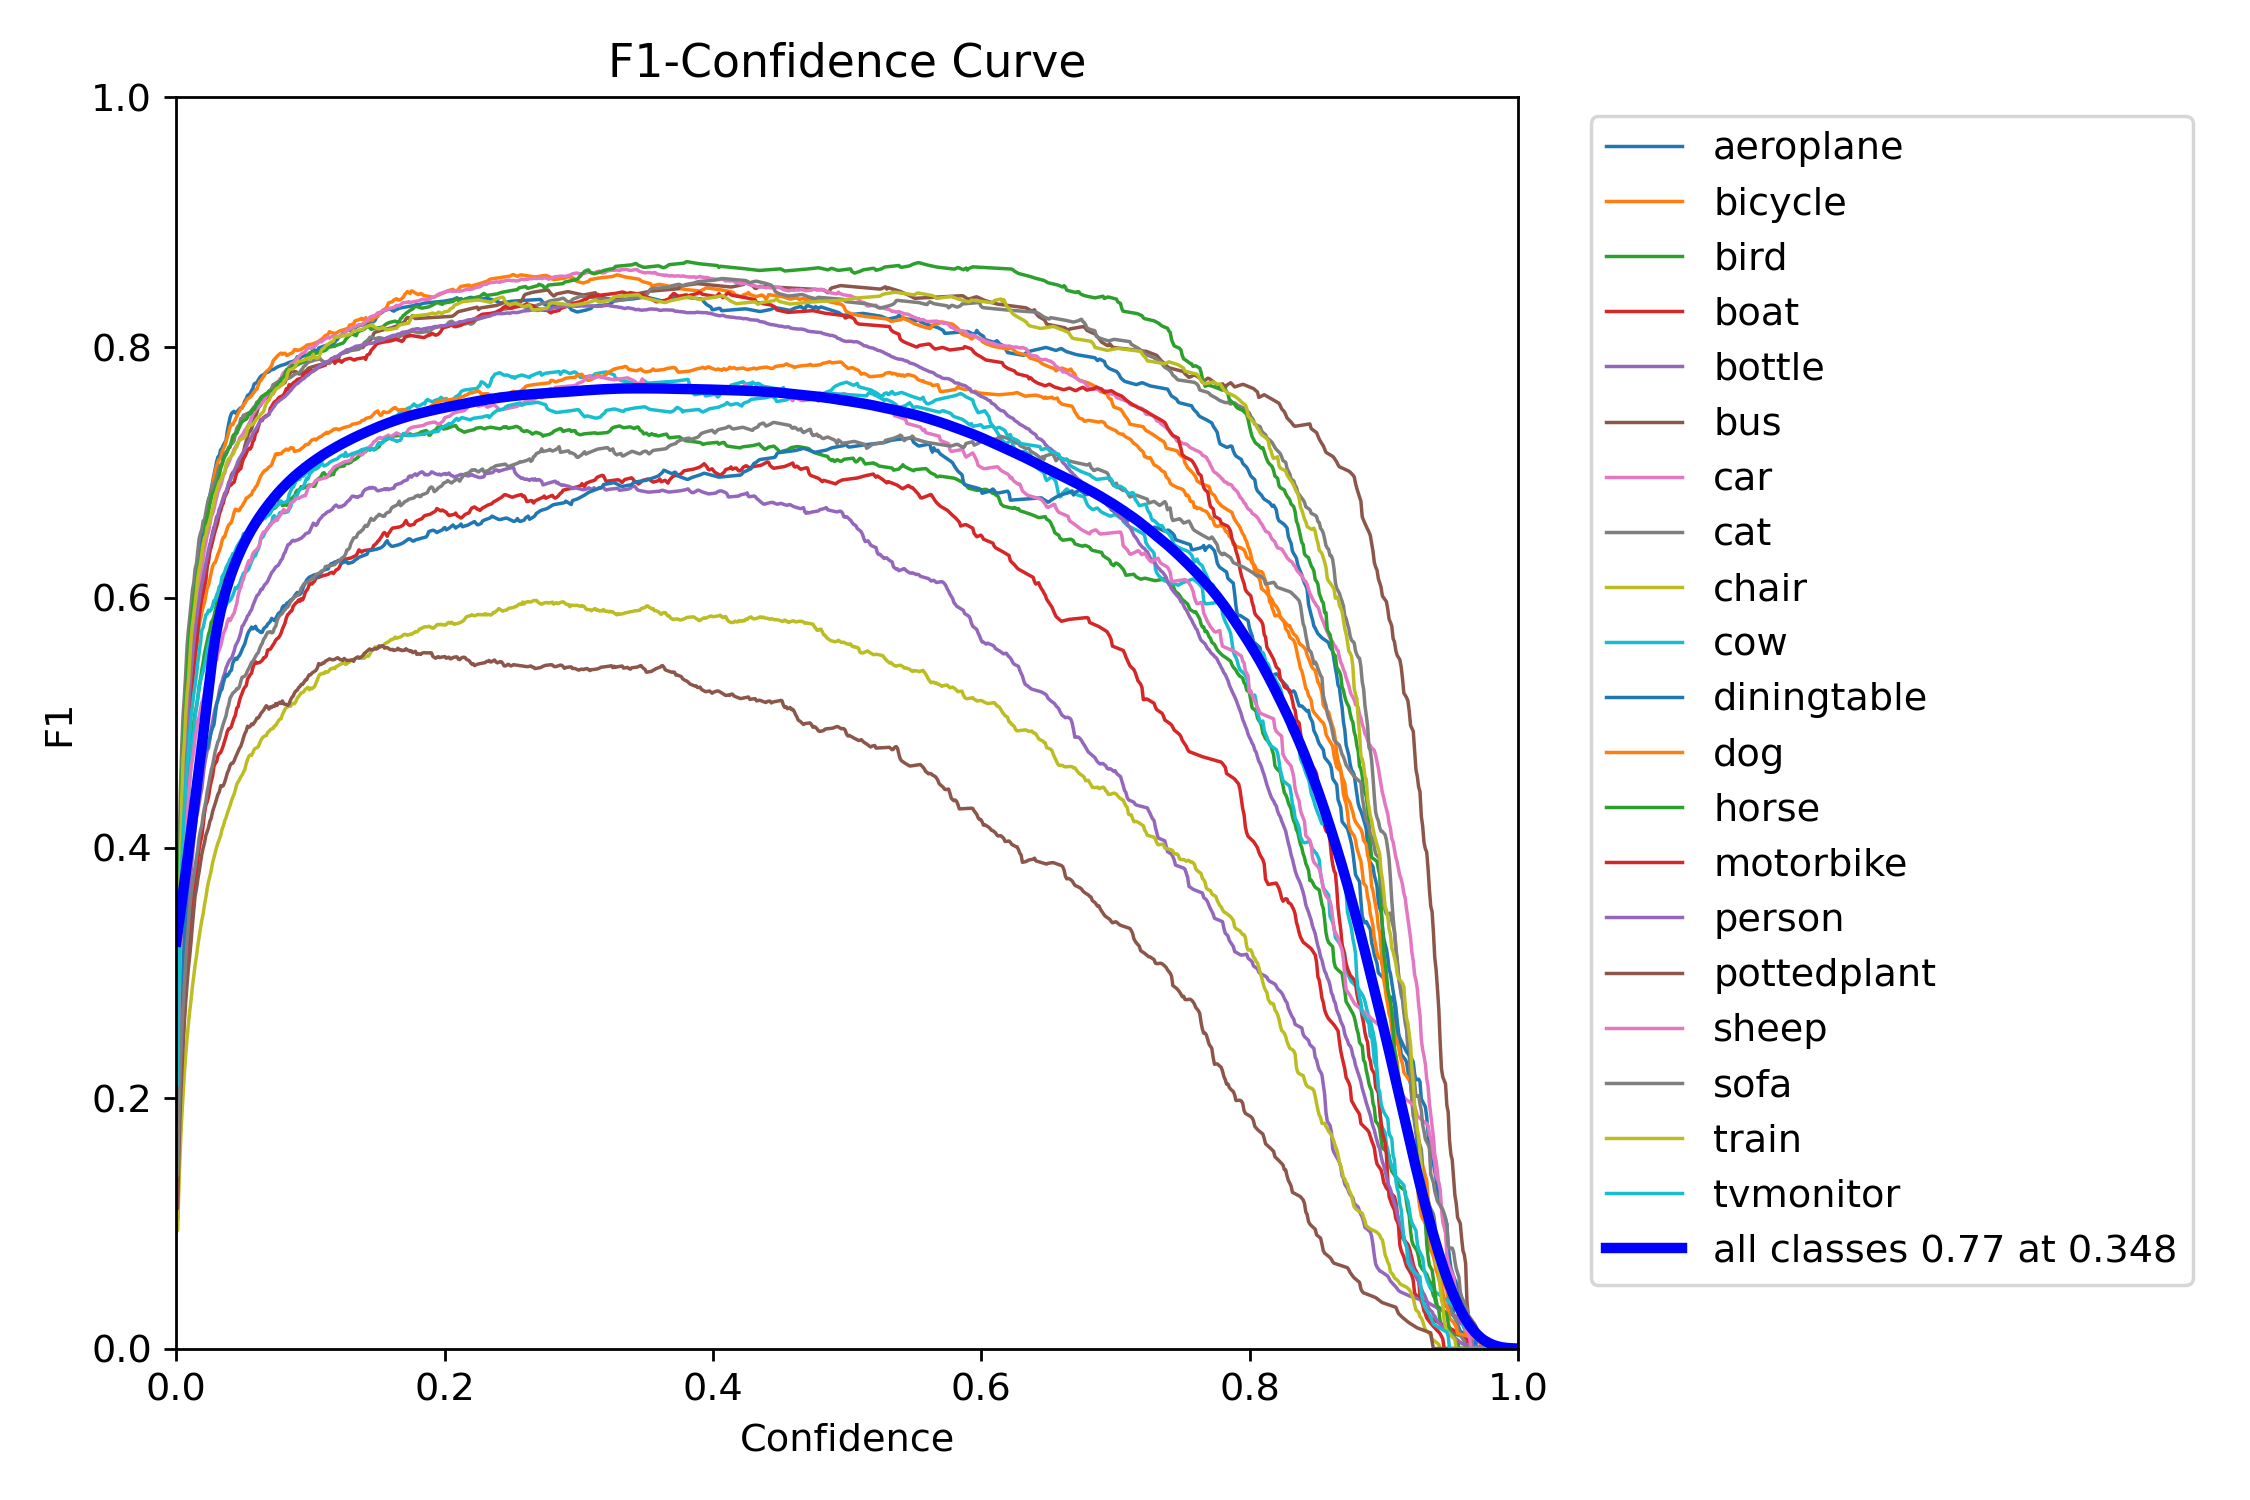 F1-Confidence Curve
1.0
0.8
0.6
0.4
0.2
0.0
F1
0.0 0.2 0.4 0.6 0.8 1.0
Confidence
aeroplane
bicycle
bird
boat
bottle
bus
car
cat
chair
cow
diningtable
dog
horse
motorbike
person
pottedplant
sheep
sofa
train
tvmonitor
all classes 0.77 at 0.348